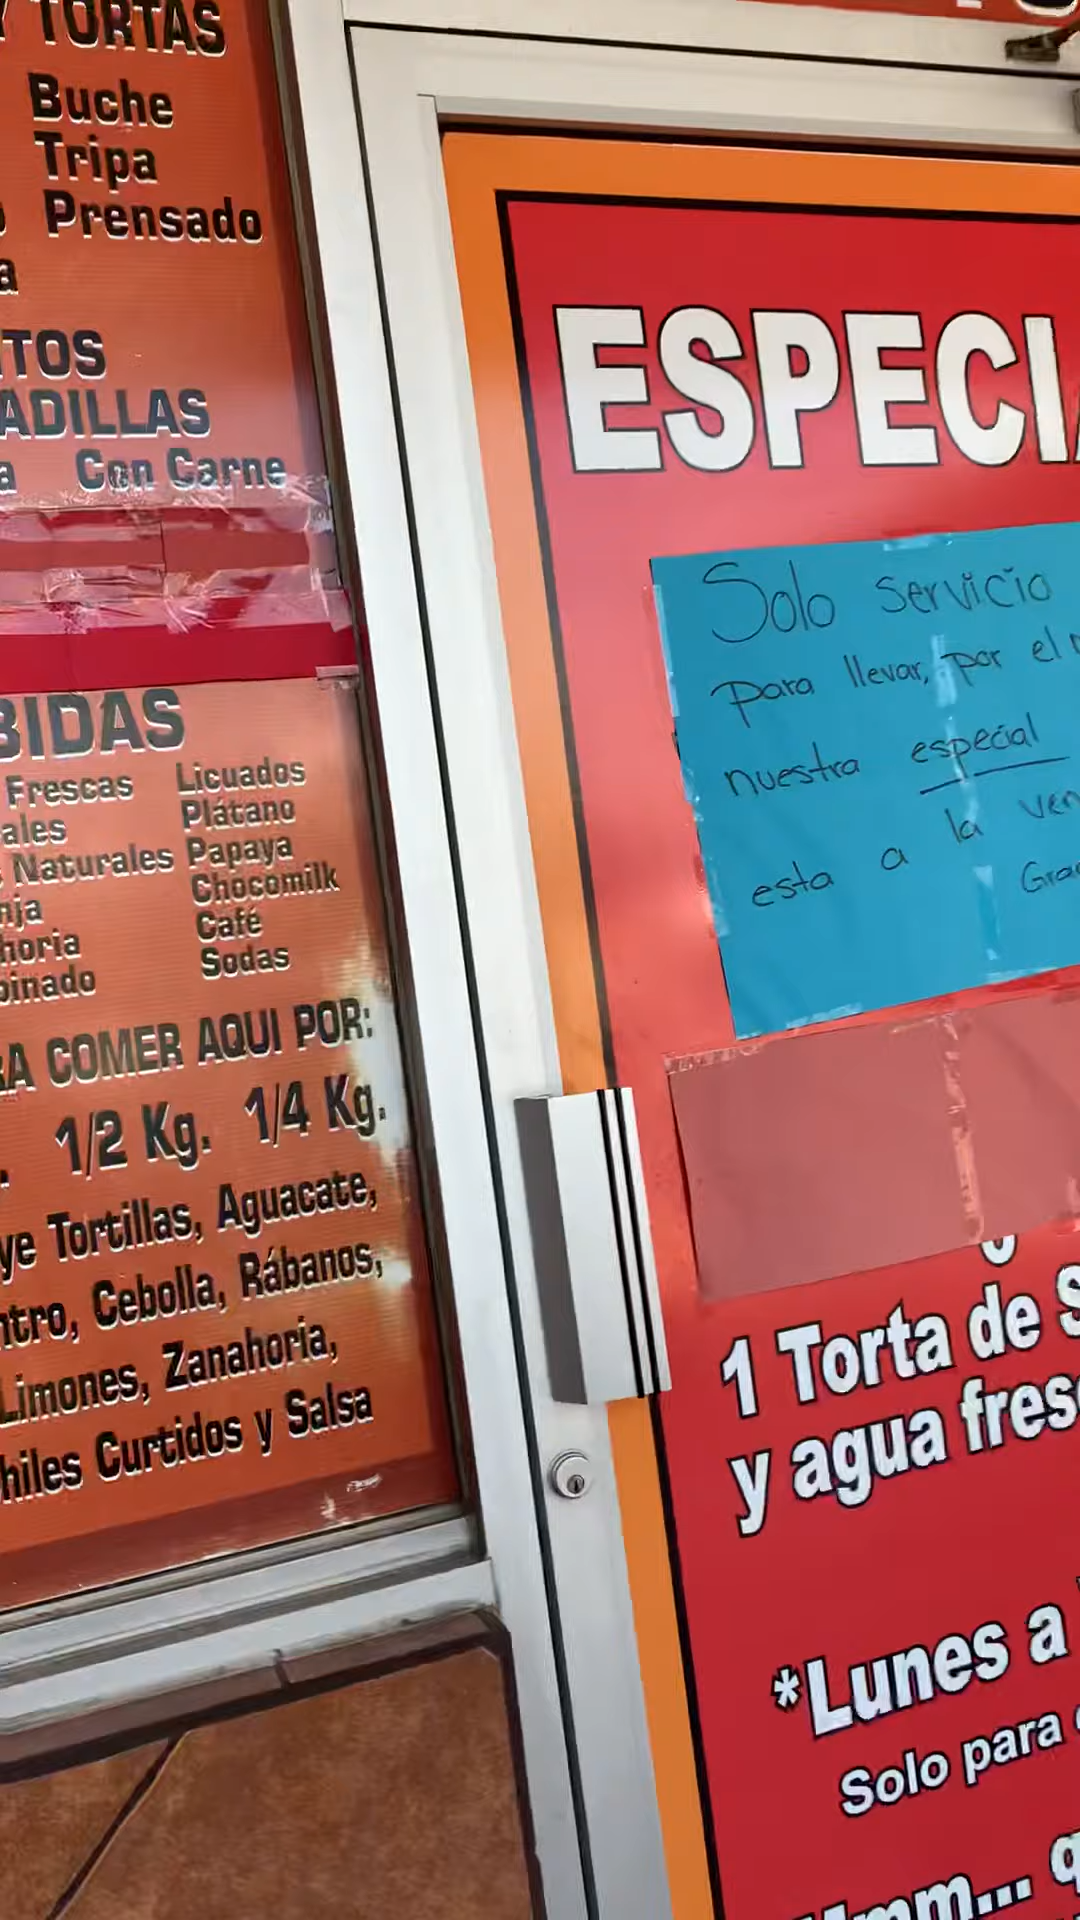 Y TORTAS
Buche
Tripa
Prensado
a
TOS
ADILLAS
a Con Carne
BIDAS
Frescas Licuados
ales Plátano
Naturales Papaya
nja Chocomilk
horia Café
binado Sodas
RA COMER AQUI POR:
. 1/2 Kg. 1/4 Kg.
ye Tortillas, Aguacate,
ntro, Cebolla, Rábanos,
Limones, Zanahoria,
hiles Curtidos y Salsa
ESPECI
Solo servicio
para llevar, por el
nuestra especial
esta a la ven
Grac
1 Torta de S
y agua fres
*Lunes a
Solo para
mm... q